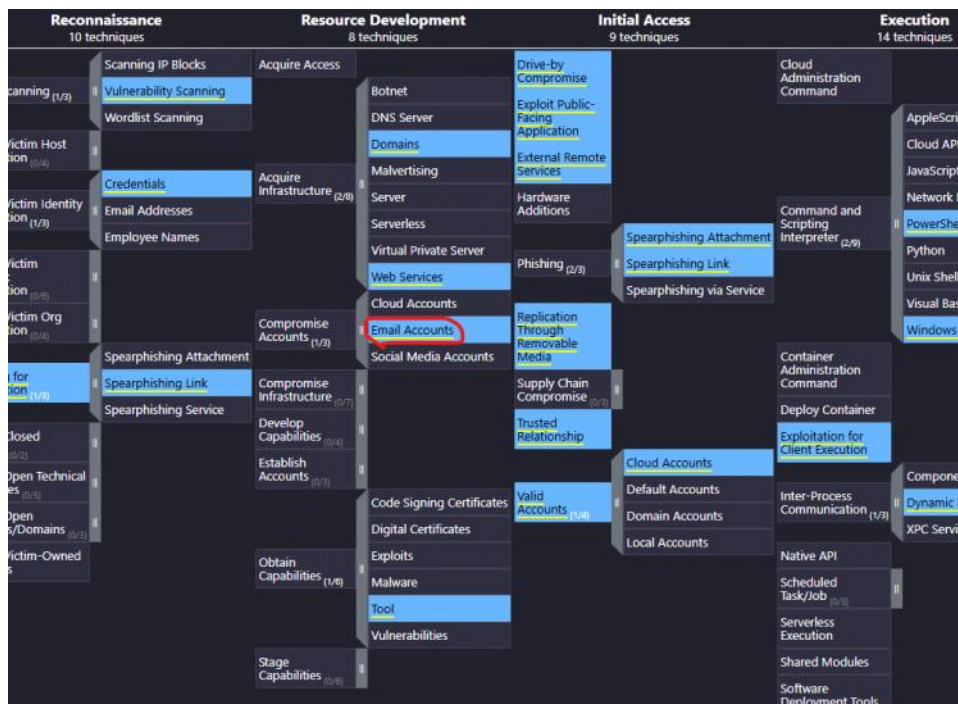 Reconnaissance
10 techniques
Scanning IP Blocks
canning (1/3)
Vulnerability Scanning
Wordlist Scanning
Victim Host
tion (0/4)
Credentials
Victim Identity
tion (1/3)
Email Addresses
Employee Names
Victim
tion (0/6)
Victim Org
tion (0/4)
Spearphishing Attachment
g for
tion (1/3)
Spearphishing Link
Spearphishing Service
Closed
(0/2)
Open Technical
es (0/5)
Open
s/Domains (0/3)
Victim-Owned
s
Resource Development
8 techniques
Acquire Access
Acquire
Infrastructure (2/8)
Botnet
DNS Server
Domains
Malvertising
Server
Serverless
Virtual Private Server
Web Services
Compromise
Accounts (1/3)
Cloud Accounts
Email Accounts
Social Media Accounts
Compromise
Infrastructure (0/7)
Develop
Capabilities (0/4)
Establish
Accounts (0/3)
Obtain
Capabilities (1/6)
Code Signing Certificates
Digital Certificates
Exploits
Malware
Tool
Vulnerabilities
Stage
Capabilities (0/6)
Initial Access
9 techniques
Drive-by
Compromise
Exploit Public-
Facing
Application
External Remote
Services
Hardware
Additions
Phishing (2/3)
Spearphishing Attachment
Spearphishing Link
Spearphishing via Service
Replication
Through
Removable
Media
Supply Chain
Compromise (0/3)
Trusted
Relationship
Valid
Accounts (1/4)
Cloud Accounts
Default Accounts
Domain Accounts
Local Accounts
Execution
14 techniques
Cloud
Administration
Command
Command and
Scripting
Interpreter (2/9)
AppleScri
Cloud API
JavaScript
Network
PowerShe
Python
Unix Shell
Visual Bas
Windows
Container
Administration
Command
Deploy Container
Exploitation for
Client Execution
Inter-Process
Communication (1/3)
Compone
Dynamic
XPC Servi
Native API
Scheduled
Task/Job (0/5)
Serverless
Execution
Shared Modules
Software
Deployment Tools